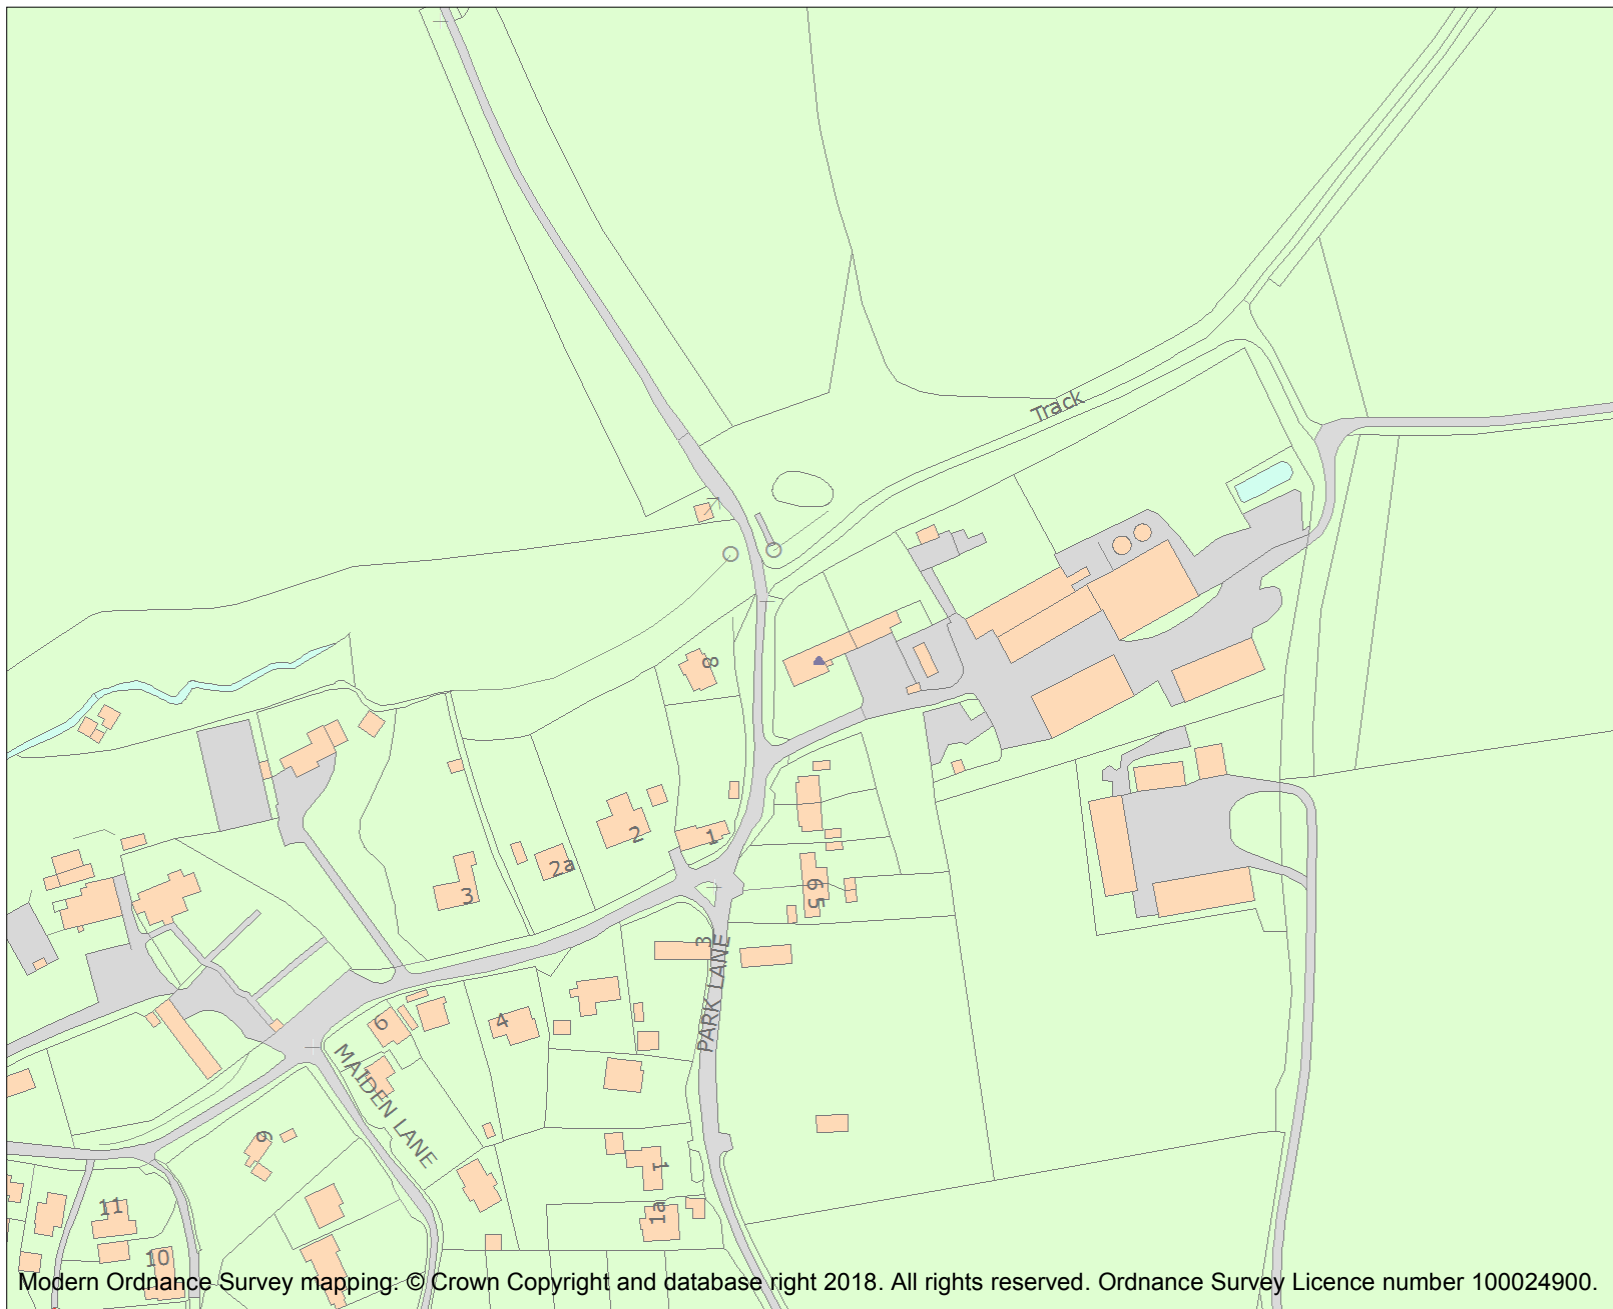 Track
8
2
1
2a
3
6 5
3
PARK LANE
6
4
MAIDEN LANE
9
1
1a
11
10
Modern Ordnance Survey mapping: © Crown Copyright and database right 2018. All rights reserved. Ordnance Survey Licence number 100024900.